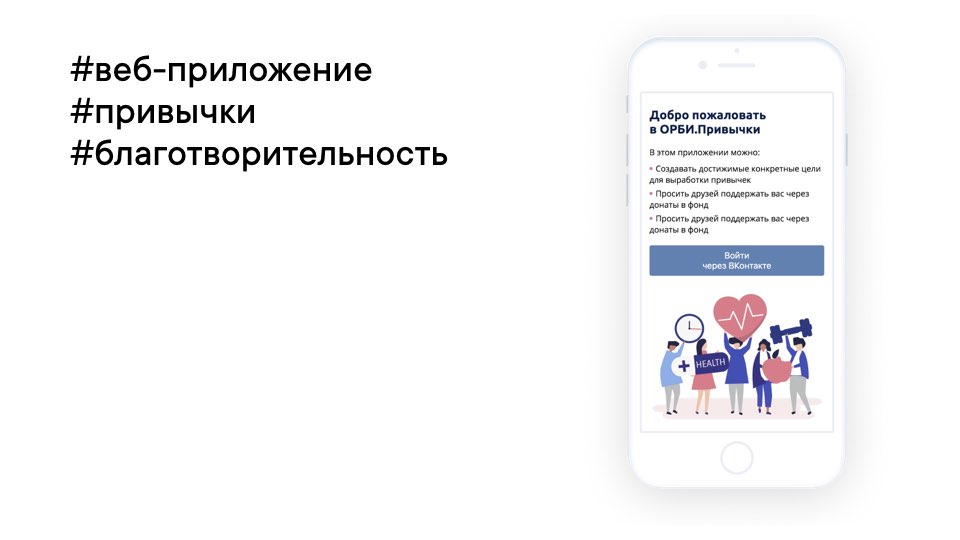 #веб-приложение
#привычки
#благотворительность
Добро пожаловать
в ОРБИ.Привычки
В этом приложении можно:
• Создавать достижимые конкретные цели
для выработки привычек
• Просить друзей поддержать вас через
донаты в фонд
• Просить друзей поддержать вас через
донаты в фонд
Войти
через ВКонтакте
HEALTH